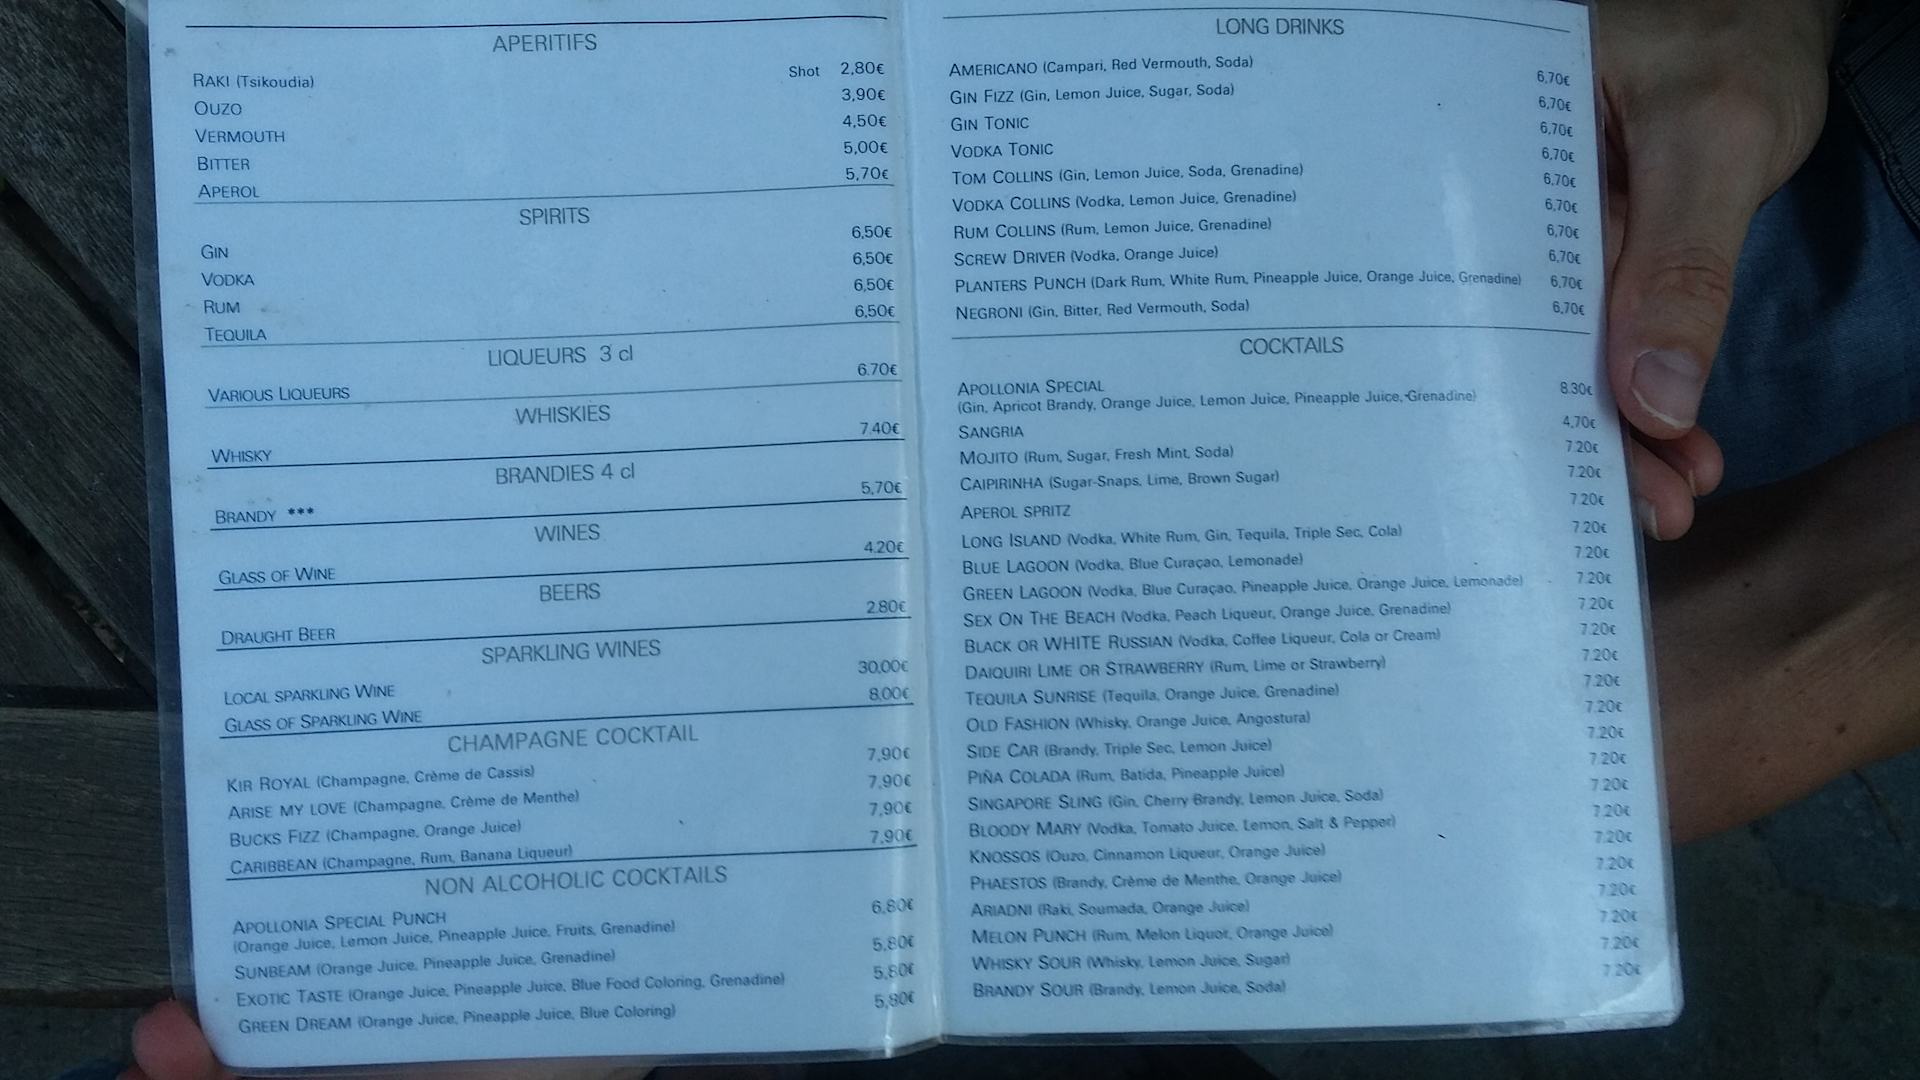 APERITIFS
RAKI (Tsikoudia) Shot 2,80€
OUZO 3,90€
VERMOUTH 4,50€
BITTER 5,00€
APEROL 5,70€
SPIRITS
GIN 6,50€
VODKA 6,50€
RUM 6,50€
TEQUILA 6,50€
LIQUEURS 3 cl
VARIOUS LIQUEURS 6.70€
WHISKIES
WHISKY 7.40€
BRANDIES 4 cl
BRANDY *** 5,70€
WINES
GLASS OF WINE 4.20€
BEERS
DRAUGHT BEER 2.80€
SPARKLING WINES
LOCAL SPARKLING WINE 30.00€
GLASS OF SPARKLING WINE 8.00€
CHAMPAGNE COCKTAIL
KIR ROYAL (Champagne, Crème de Cassis) 7,90€
ARISE MY LOVE (Champagne, Crème de Menthe) 7,90€
BUCKS FIZZ (Champagne, Orange Juice) 7,90€
CARIBBEAN (Champagne, Rum, Banana Liqueur) 7,90€
NON ALCOHOLIC COCKTAILS
APOLLONIA SPECIAL PUNCH 6,80€
(Orange Juice, Lemon Juice, Pineapple Juice, Fruits, Grenadine)
SUNBEAM (Orange Juice, Pineapple Juice, Grenadine) 5,80€
EXOTIC TASTE (Orange Juice, Pineapple Juice, Blue Food Coloring, Grenadine) 5,80€
GREEN DREAM (Orange Juice, Pineapple Juice, Blue Coloring) 5,80€
LONG DRINKS
AMERICANO (Campari, Red Vermouth, Soda) 6,70€
GIN FIZZ (Gin, Lemon Juice, Sugar, Soda) 6,70€
GIN TONIC 6,70€
VODKA TONIC 6,70€
TOM COLLINS (Gin, Lemon Juice, Soda, Grenadine) 6,70€
VODKA COLLINS (Vodka, Lemon Juice, Grenadine) 6,70€
RUM COLLINS (Rum, Lemon Juice, Grenadine) 6,70€
SCREW DRIVER (Vodka, Orange Juice) 6,70€
PLANTERS PUNCH (Dark Rum, White Rum, Pineapple Juice, Orange Juice, Grenadine) 6,70€
NEGRONI (Gin, Bitter, Red Vermouth, Soda) 6,70€
COCKTAILS
APOLLONIA SPECIAL 8.30€
(Gin, Apricot Brandy, Orange Juice, Lemon Juice, Pineapple Juice, Grenadine)
SANGRIA 4,70€
MOJITO (Rum, Sugar, Fresh Mint, Soda) 7.20€
CAIPIRINHA (Sugar-Snaps, Lime, Brown Sugar) 7.20€
APEROL SPRITZ 7.20€
LONG ISLAND (Vodka, White Rum, Gin, Tequila, Triple Sec, Cola) 7.20€
BLUE LAGOON (Vodka, Blue Curaçao, Lemonade) 7.20€
GREEN LAGOON (Vodka, Blue Curaçao, Pineapple Juice, Orange Juice, Lemonade) 7.20€
SEX ON THE BEACH (Vodka, Peach Liqueur, Orange Juice, Grenadine) 7.20€
BLACK OR WHITE RUSSIAN (Vodka, Coffee Liqueur, Cola or Cream) 7.20€
DAIQUIRI LIME OR STRAWBERRY (Rum, Lime or Strawberry) 7.20€
TEQUILA SUNRISE (Tequila, Orange Juice, Grenadine) 7.20€
OLD FASHION (Whisky, Orange Juice, Angostura) 7.20€
SIDE CAR (Brandy, Triple Sec, Lemon Juice) 7.20€
PIÑA COLADA (Rum, Batida, Pineapple Juice) 7.20€
SINGAPORE SLING (Gin, Cherry Brandy, Lemon Juice, Soda) 7.20€
BLOODY MARY (Vodka, Tomato Juice, Lemon, Salt & Pepper) 7.20€
KNOSSOS (Ouzo, Cinnamon Liqueur, Orange Juice) 7.20€
PHAESTOS (Brandy, Crème de Menthe, Orange Juice) 7.20€
ARIADNI (Raki, Soumada, Orange Juice) 7.20€
MELON PUNCH (Rum, Melon Liquor, Orange Juice) 7.20€
WHISKY SOUR (Whisky, Lemon Juice, Sugar) 7.20€
BRANDY SOUR (Brandy, Lemon Juice, Soda) 7.20€